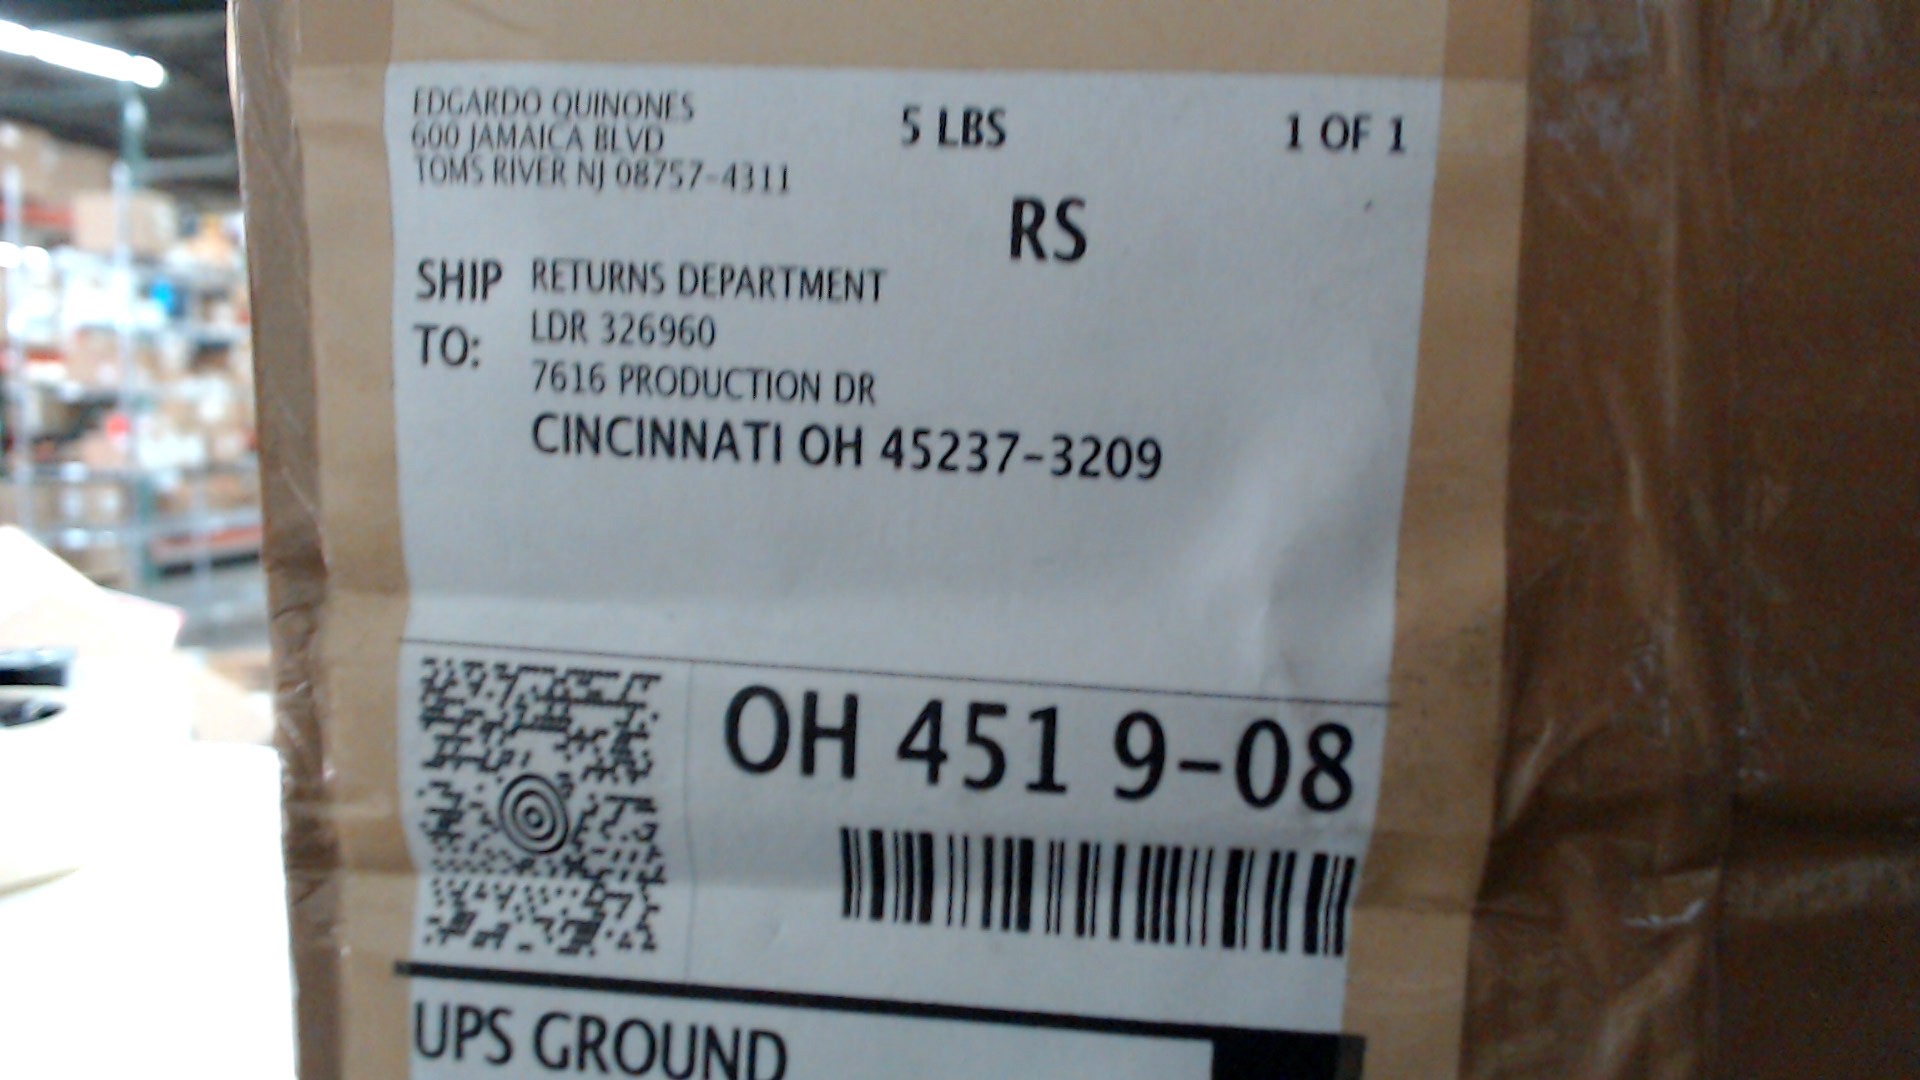 EDGARDO QUINONES
600 JAMAICA BLVD
TOMS RIVER NJ 08757-4311
5 LBS
1 OF 1
RS
SHIP TO:
RETURNS DEPARTMENT
LDR 326960
7616 PRODUCTION DR
CINCINNATI OH 45237-3209
OH 451 9-08
UPS GROUND